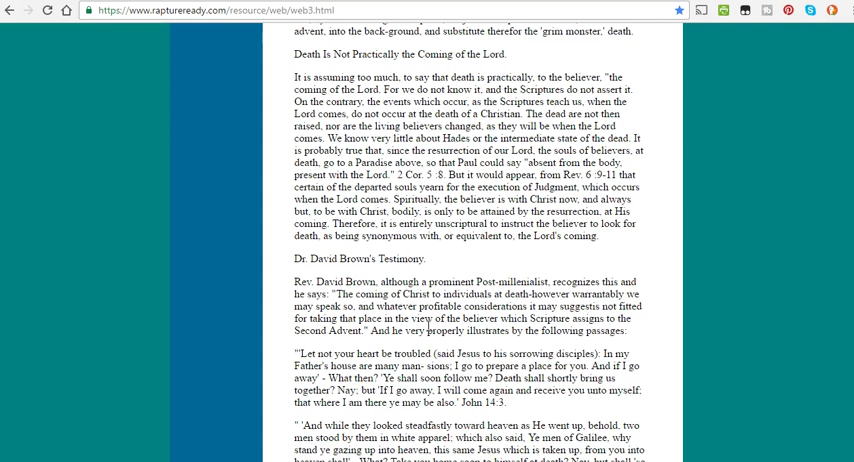 https://www.raptureready.com/resource/web/web3.html
advent, into the back-ground, and substitute therefor the 'grim monster,' death.
Death Is Not Practically the Coming of the Lord.
It is assuming too much, to say that death is practically, to the believer, "the
coming of the Lord. For we do not know it, and the Scriptures do not assert it.
On the contrary, the events which occur, as the Scriptures teach us, when the
Lord comes, do not occur at the death of a Christian. The dead are not then
raised, nor are the living believers changed, as they will be when the Lord
comes. We know very little about Hades or the intermediate state of the dead. It
is probably true that, since the resurrection of our Lord, the souls of believers, at
death, go to a Paradise above, so that Paul could say "absent from the body,
present with the Lord." 2 Cor. 5 :8. But it would appear, from Rev. 6 :9-11 that
certain of the departed souls yearn for the execution of Judgment, which occurs
when the Lord comes. Spiritually, the believer is with Christ now, and always
but, to be with Christ, bodily, is only to be attained by the resurrection, at His
coming. Therefore, it is entirely unscriptural to instruct the believer to look for
death, as being synonymous with, or equivalent to, the Lord's coming.
Dr. David Brown's Testimony.
Rev. David Brown, although a prominent Post-millenialist, recognizes this and
he says: "The coming of Christ to individuals at death-however warrantably we
may speak so, and whatever profitable considerations it may suggestis not fitted
for taking that place in the view of the believer which Scripture assigns to the
Second Advent." And he very properly illustrates by the following passages:
"'Let not your heart be troubled (said Jesus to his sorrowing disciples): In my
Father's house are many man- sions; I go to prepare a place for you. And if I go
away' - What then? 'Ye shall soon follow me? Death shall shortly bring us
together? Nay; but 'If I go away, I will come again and receive you unto myself;
that where I am there ye may be also.' John 14:3.
" 'And while they looked steadfastly toward heaven as He went up, behold, two
men stood by them in white apparel; which also said, Ye men of Galilee, why
stand ye gazing up into heaven, this same Jesus which is taken up, from you into
heaven shall' - What? Take you home soon to himself at death? Nay, but shall 'so